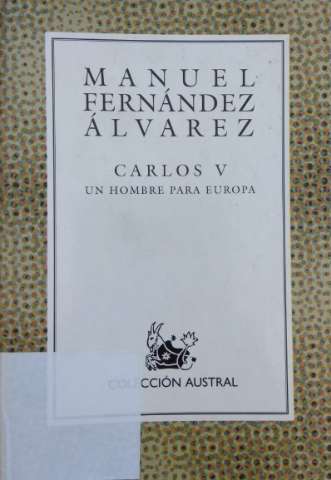 MANUEL
FERNÁNDEZ
ÁLVAREZ
CARLOS V
UN HOMBRE PARA EUROPA
COLECCIÓN AUSTRAL